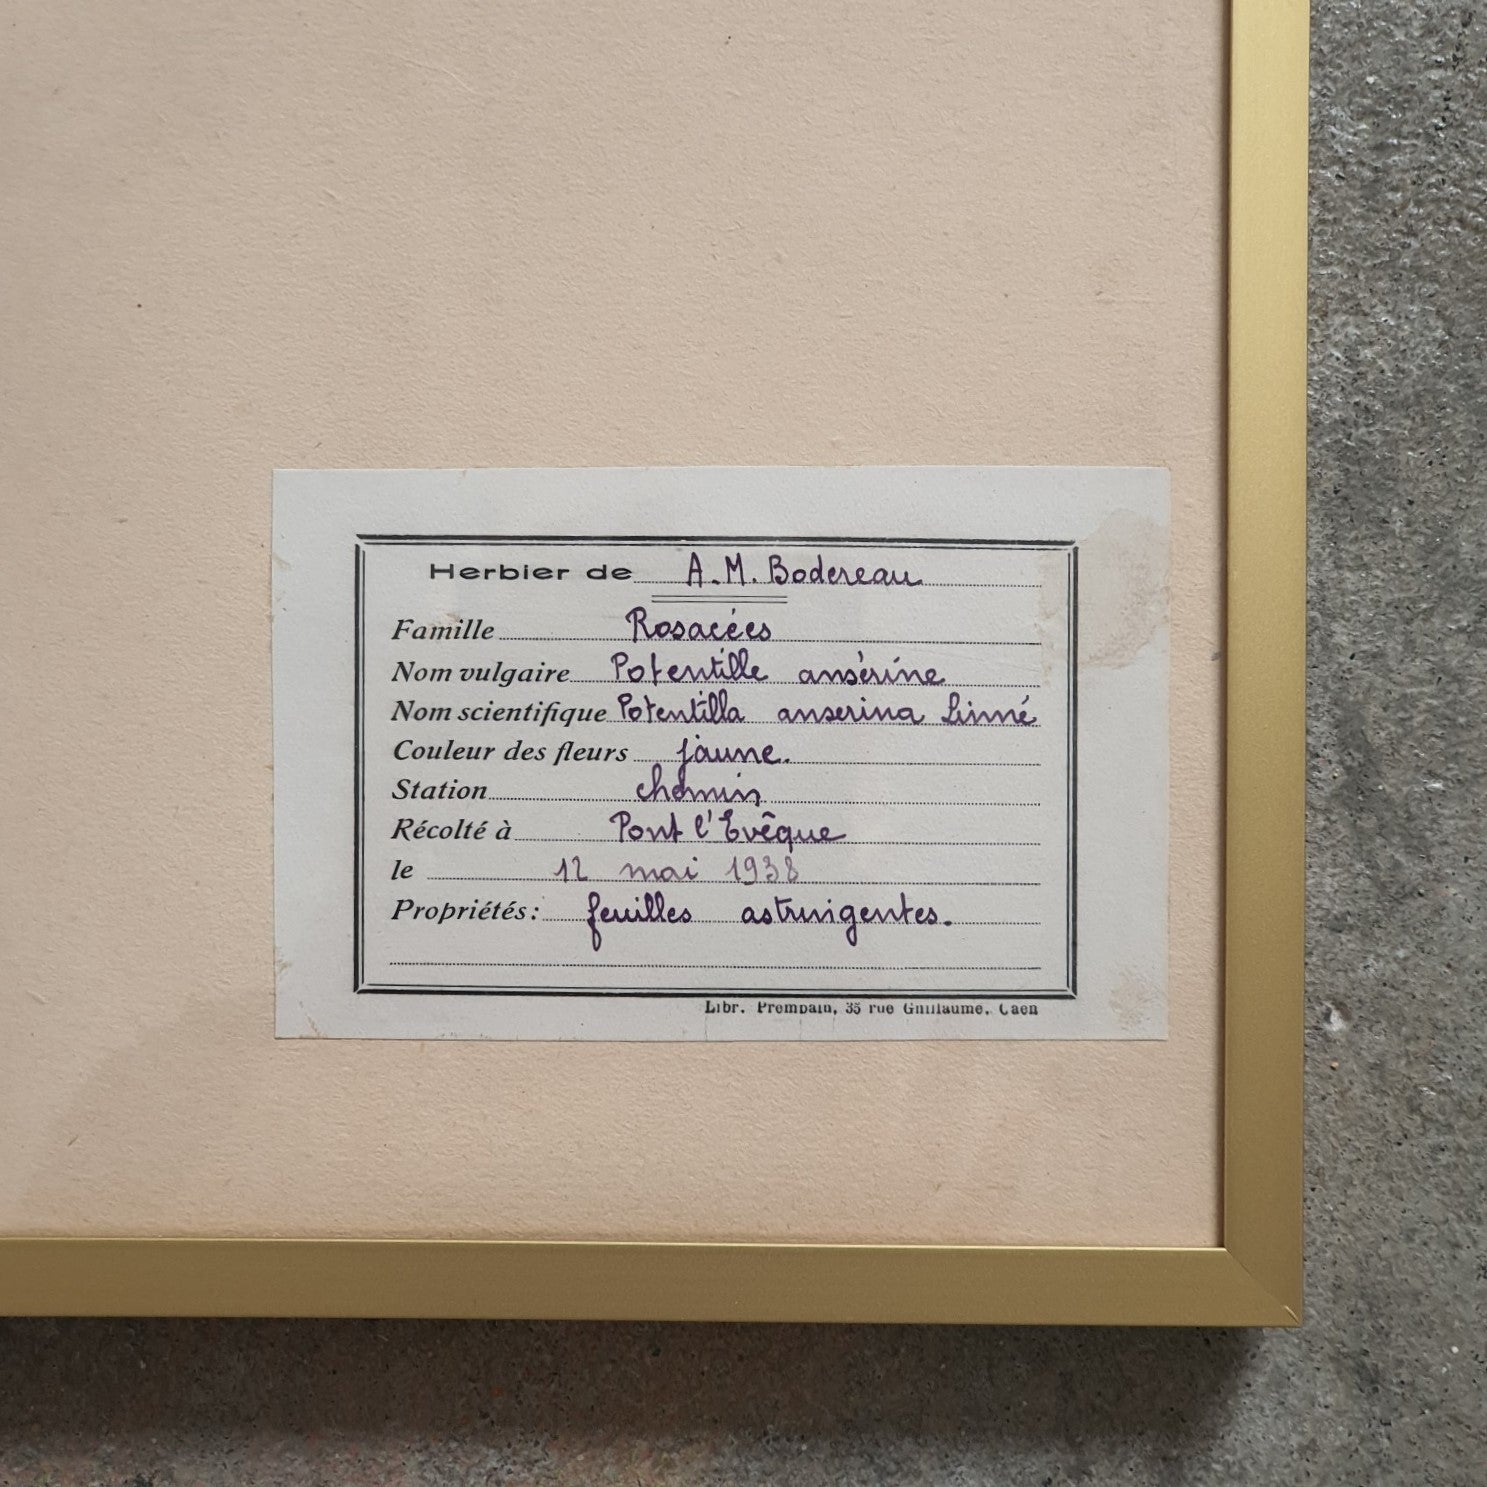 Herbier de A. M. Bodereau
Famille Rosacées
Nom vulgaire Potentille ansérine
Nom scientifique Potentilla anserina Linné
Couleur des fleurs jaune.
Station chemin
Récolté à Pont l'Evêque
le 12 mai 1938
Propriétés: feuilles astringentes.
Libr. Prempain, 35 rue Guillaume, Caen